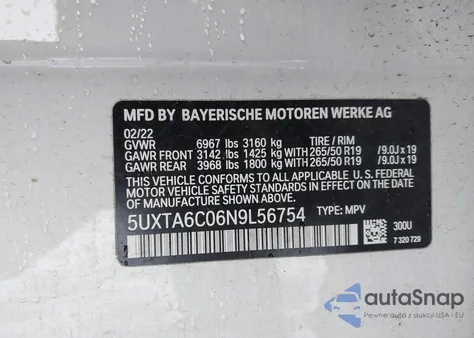 MFD BY BAYERISCHE MOTOREN WERKE AG
02/22
GVWR 6967 lbs 3160 kg TIRE / RIM
GAWR FRONT 3142 lbs 1425 kg WITH 265/50 R19 /9.0J x 19
GAWR REAR 3968 lbs 1800 kg WITH 265/50 R19 /9.0J x 19
THIS VEHICLE CONFORMS TO ALL APPLICABLE U. S. FEDERAL
MOTOR VEHICLE SAFETY STANDARDS IN EFFECT ON THE DATE OF
MANUFACTURE SHOWN ABOVE.
5UXTA6C06N9L56754 TYPE: MPV
300U
7 320 729
autoSnap
Pewne auto z aukcji USA - EU